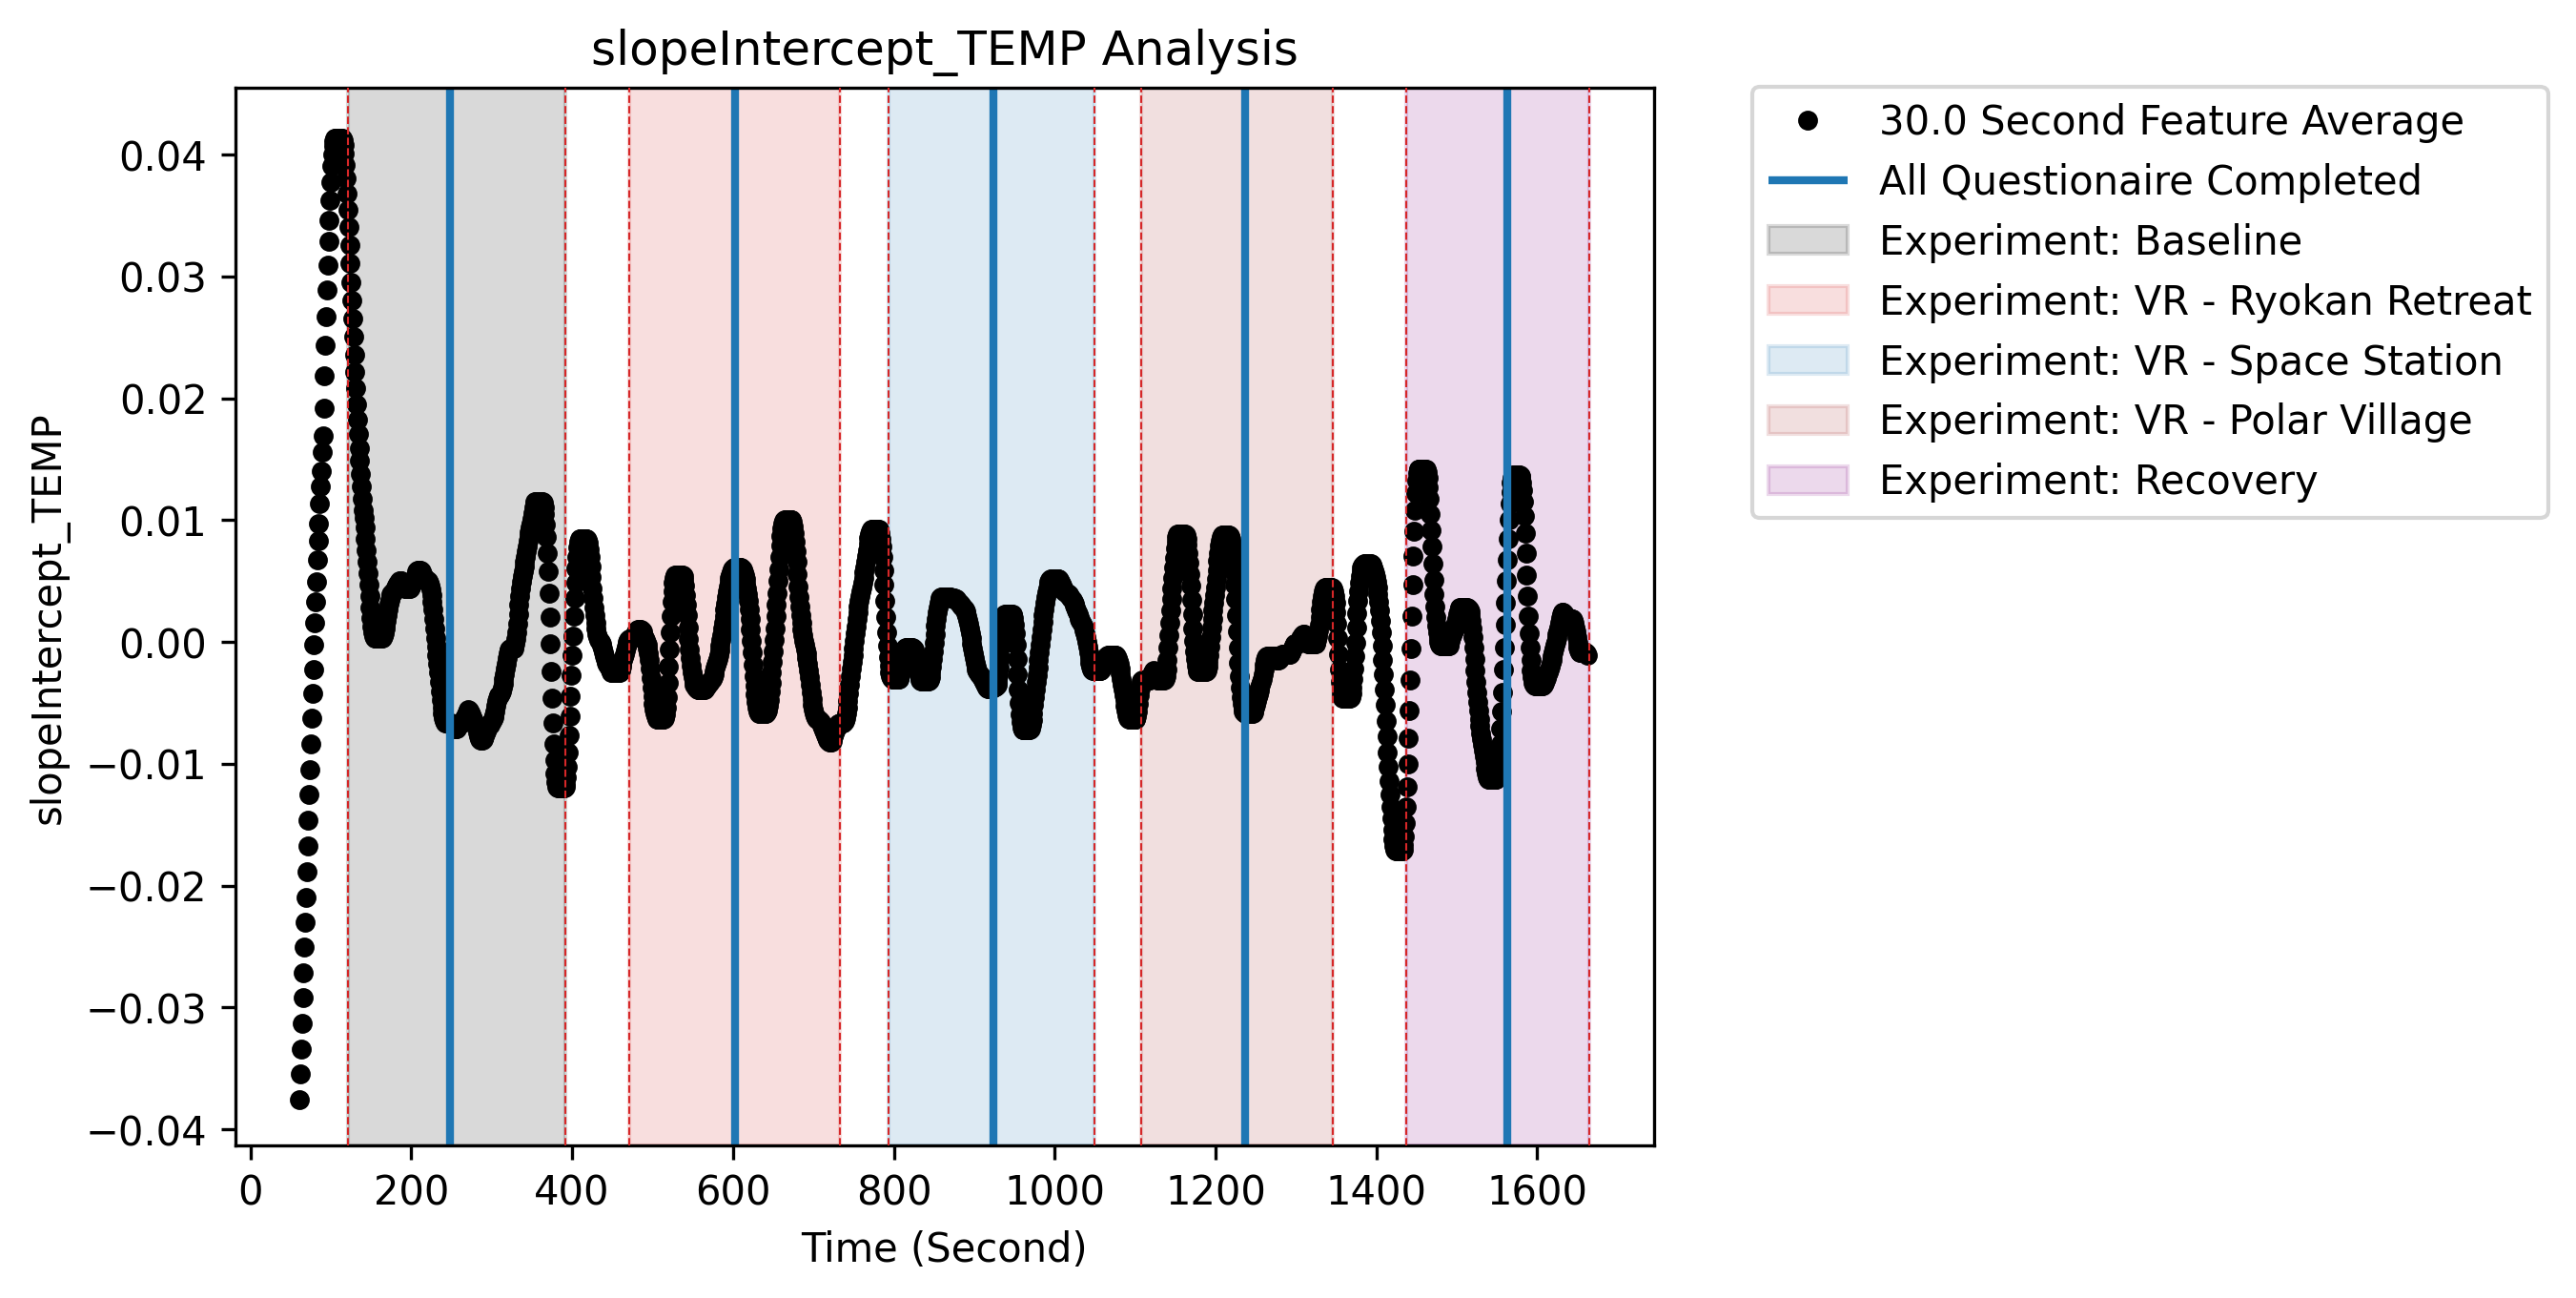 slopeIntercept_TEMP Analysis
slopeIntercept_TEMP
0.04
0.03
0.02
0.01
0.00
−0.01
−0.02
−0.03
−0.04
0 200 400 600 800 1000 1200 1400 1600
Time (Second)
30.0 Second Feature Average
All Questionaire Completed
Experiment: Baseline
Experiment: VR - Ryokan Retreat
Experiment: VR - Space Station
Experiment: VR - Polar Village
Experiment: Recovery